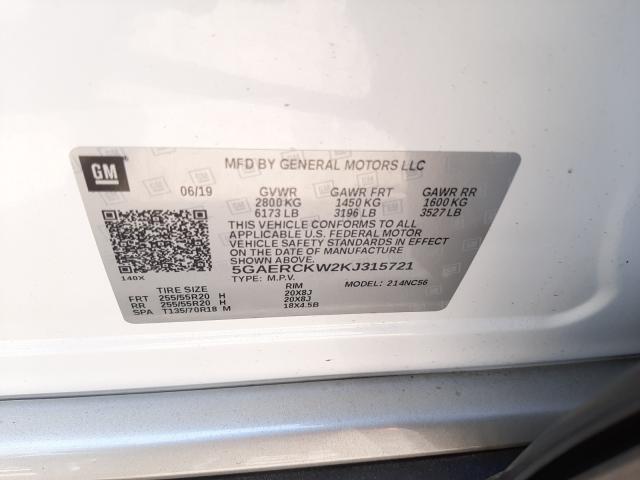 GM
MFD BY GENERAL MOTORS LLC
06/19 GVWR GAWR FRT GAWR RR
2800 KG 1450 KG 1600 KG
6173 LB 3196 LB 3527 LB
THIS VEHICLE CONFORMS TO ALL
APPLICABLE U.S. FEDERAL MOTOR
VEHICLE SAFETY STANDARDS IN EFFECT
ON THE DATE OF MANUFACTURE
SHOWN ABOVE.
140X
5GAERCKW2KJ315721
TYPE: M.P.V. MODEL: 214NC56
TIRE SIZE RIM
FRT 255/55R20 H 20X8J
RR 255/55R20 H 20X8J
SPA T135/70R18 M 18X4.5B